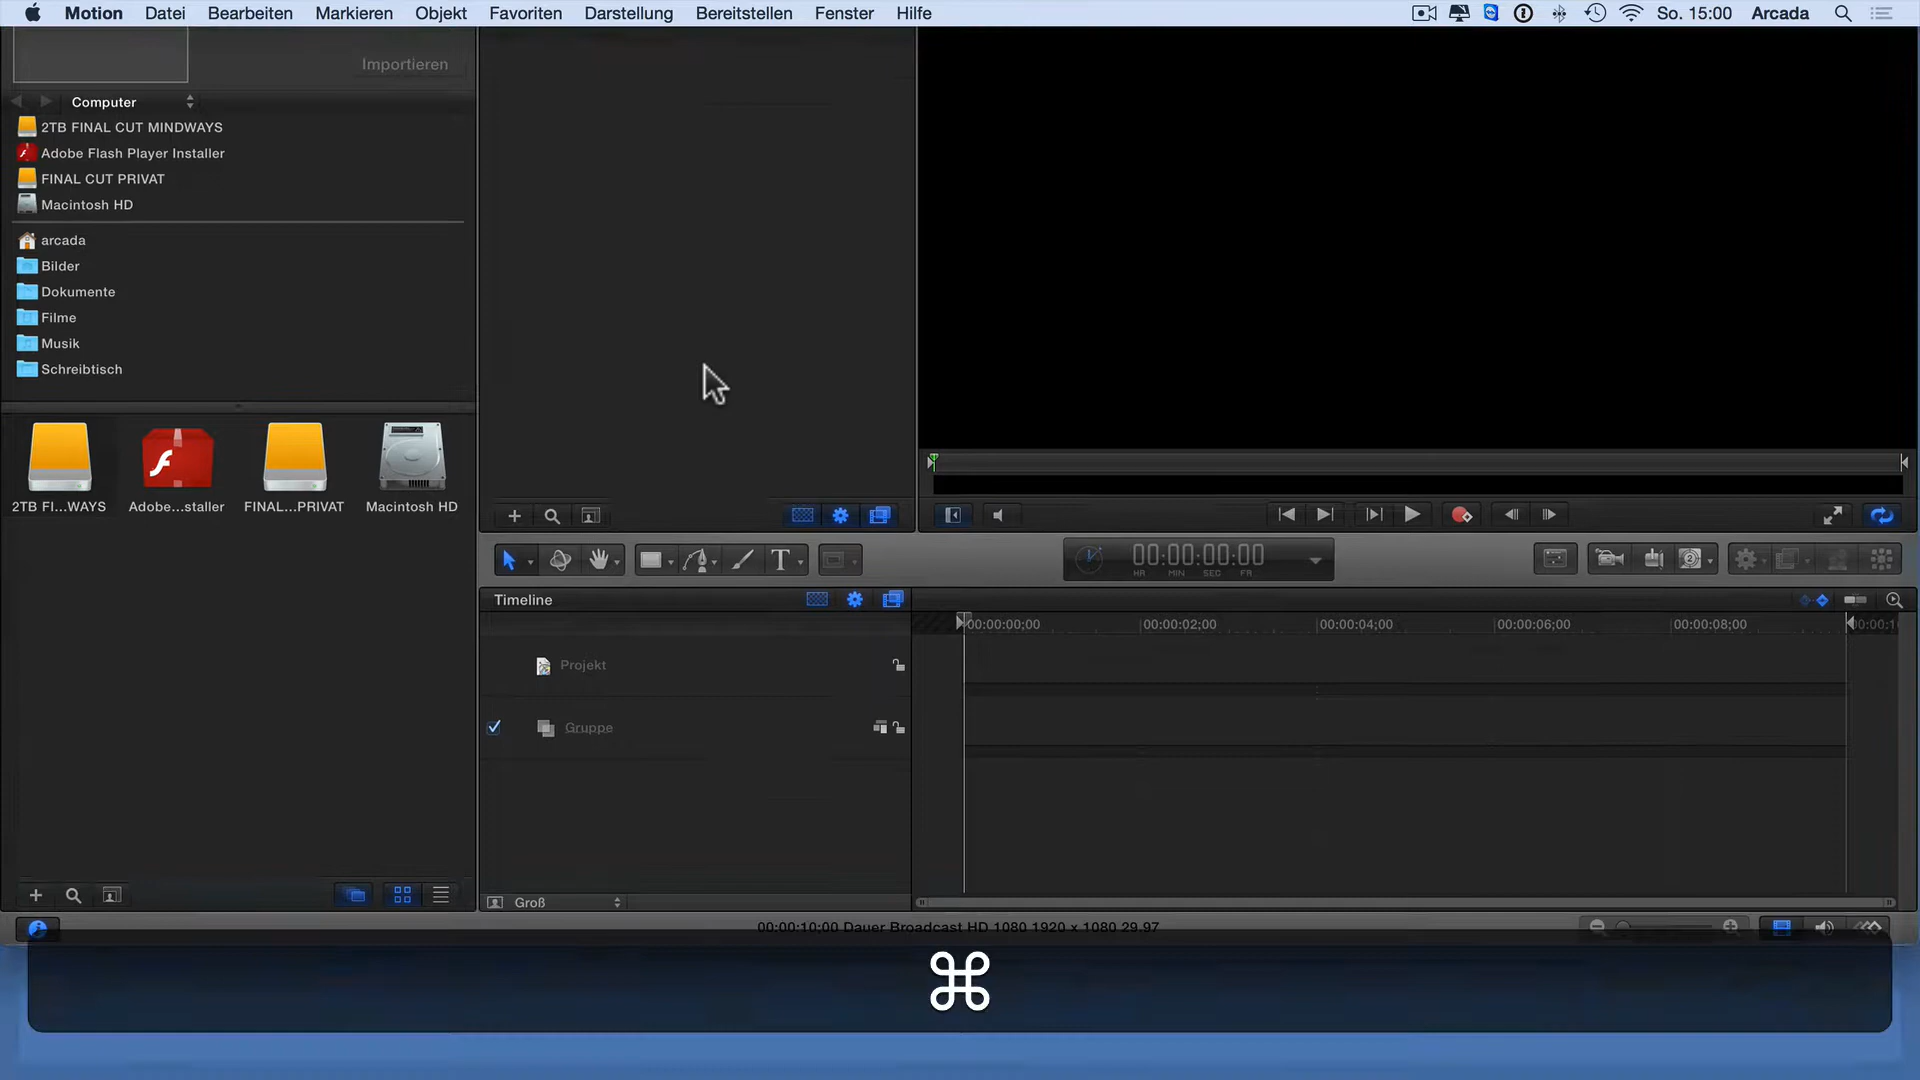 Motion Datei Bearbeiten Markieren Objekt Favoriten Darstellung Bereitstellen Fenster Hilfe So. 15:00 Arcada
Importieren
Computer
2TB FINAL CUT MINDWAYS
Adobe Flash Player Installer
FINAL CUT PRIVAT
Macintosh HD
arcada
Bilder
Dokumente
Filme
Musik
Schreibtisch
2TB FI...WAYS Adobe...staller FINAL...PRIVAT Macintosh HD
T 00:00:00:00
HR MIN SEC FR
Timeline
00:00:00;00 00:00:02;00 00:00:04;00 00:00:06;00 00:00:08;00 00:00:1
Projekt
Gruppe
Groß
00:00:10;00 Dauer Broadcast HD 1080 1920 x 1080 29.97
⌘